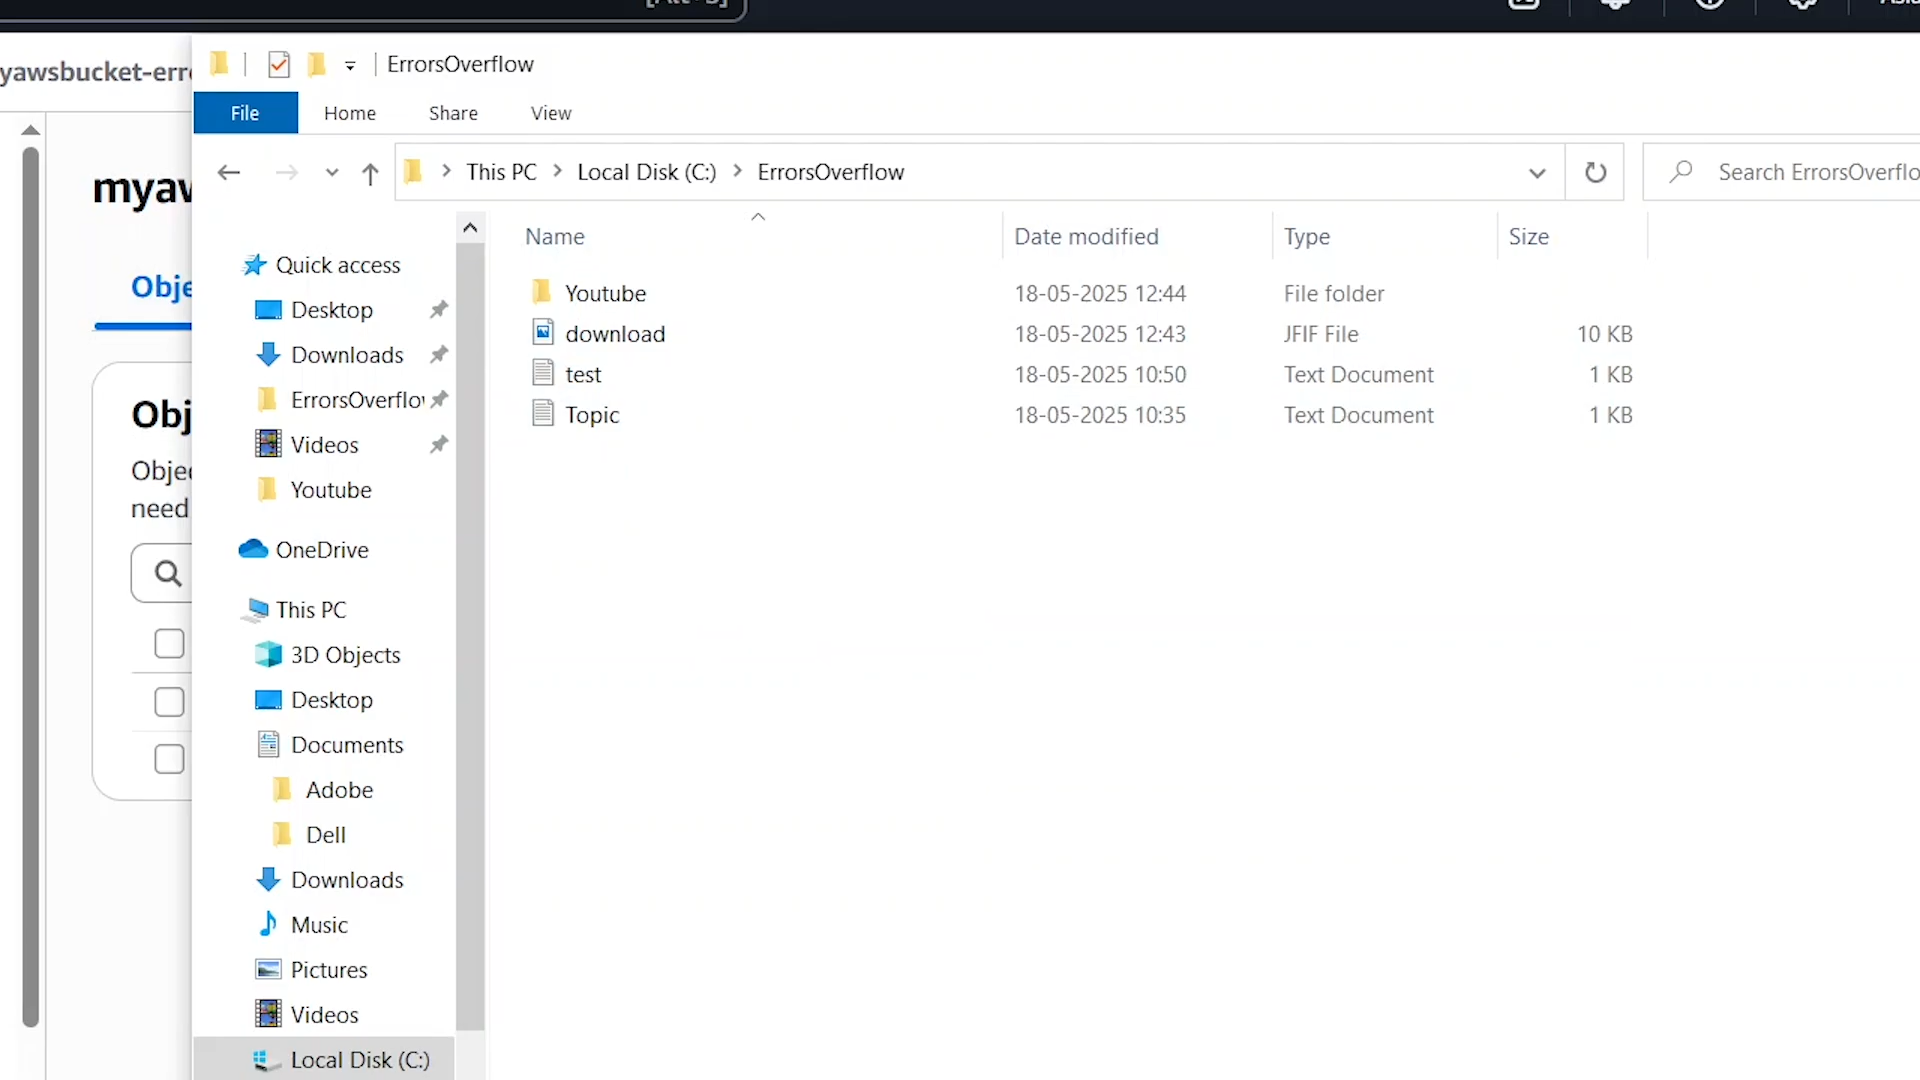 yawsbucket-erro
ErrorsOverflow
File Home Share View
This PC Local Disk (C:) ErrorsOverflow
Search ErrorsOverflo
myaw
Obje
Obj
Objec
need
Quick access
Desktop
Downloads
ErrorsOverflow
Videos
Youtube
OneDrive
This PC
3D Objects
Desktop
Documents
Adobe
Dell
Downloads
Music
Pictures
Videos
Local Disk (C:)
Name Date modified Type Size
Youtube 18-05-2025 12:44 File folder
download 18-05-2025 12:43 JFIF File 10 KB
test 18-05-2025 10:50 Text Document 1 KB
Topic 18-05-2025 10:35 Text Document 1 KB